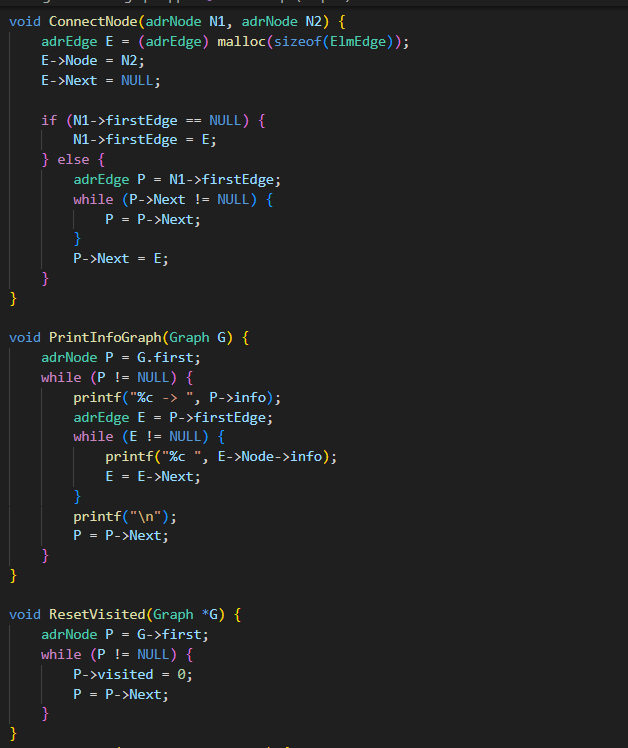 void ConnectNode(adrNode N1, adrNode N2) {
    adrEdge E = (adrEdge) malloc(sizeof(ElmEdge));
    E->Node = N2;
    E->Next = NULL;

    if (N1->firstEdge == NULL) {
        N1->firstEdge = E;
    } else {
        adrEdge P = N1->firstEdge;
        while (P->Next != NULL) {
            P = P->Next;
        }
        P->Next = E;
    }
}

void PrintInfoGraph(Graph G) {
    adrNode P = G.first;
    while (P != NULL) {
        printf("%c -> ", P->info);
        adrEdge E = P->firstEdge;
        while (E != NULL) {
            printf("%c ", E->Node->info);
            E = E->Next;
        }
        printf("\n");
        P = P->Next;
    }
}

void ResetVisited(Graph *G) {
    adrNode P = G->first;
    while (P != NULL) {
        P->visited = 0;
        P = P->Next;
    }
}